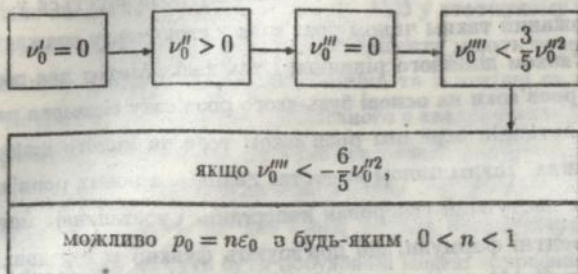 ν₀′ = 0 ν₀″ > 0 ν₀‴ = 0 ν₀⁗ < 3/5 ν₀″²
якщо ν₀⁗ < −6/5 ν₀″²,
можливо p₀ = nε₀ з будь-яким 0 < n < 1